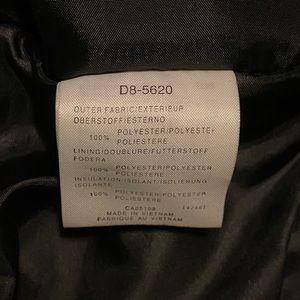 D8-5620
OUTER FABRIC/EXTERIEUR
OBERSTOFF/ESTERNO
100% POLYESTER/POLYESTER
POLIESTERE
LINING/DOUBLURE/FUTTERSTOFF
FODERA
100% POLYESTER/POLYESTER
POLIESTERE
INSULATION/ISOLANT/ISOLIERUNG
ISOLANTE
100% POLYESTER/POLYESTER
POLIESTERE
CA05108
MADE IN VIETNAM
FABRIQUE AU VIETNAM